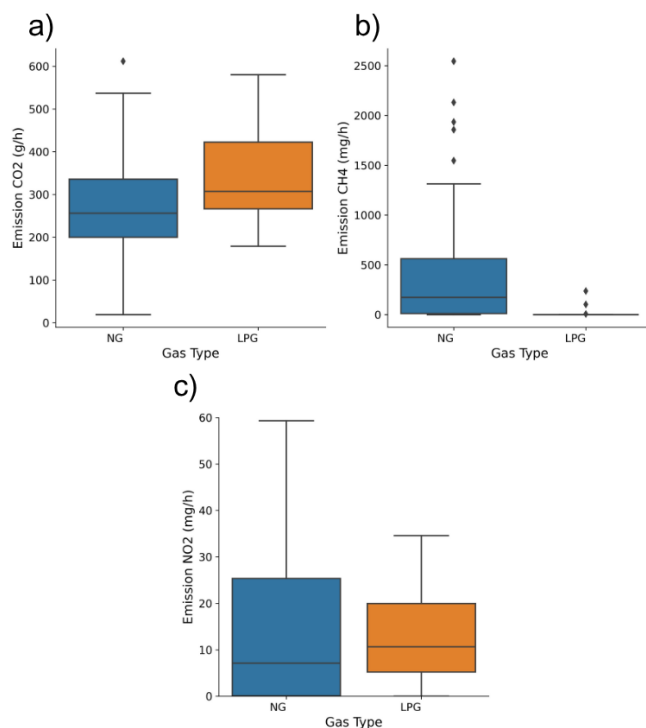 a)
Emission CO2 (g/h)
600
500
400
300
200
100
0
NG
LPG
Gas Type
b)
Emission CH4 (mg/h)
2500
2000
1500
1000
500
0
NG
LPG
Gas Type
c)
Emission NO2 (mg/h)
60
50
40
30
20
10
0
NG
LPG
Gas Type